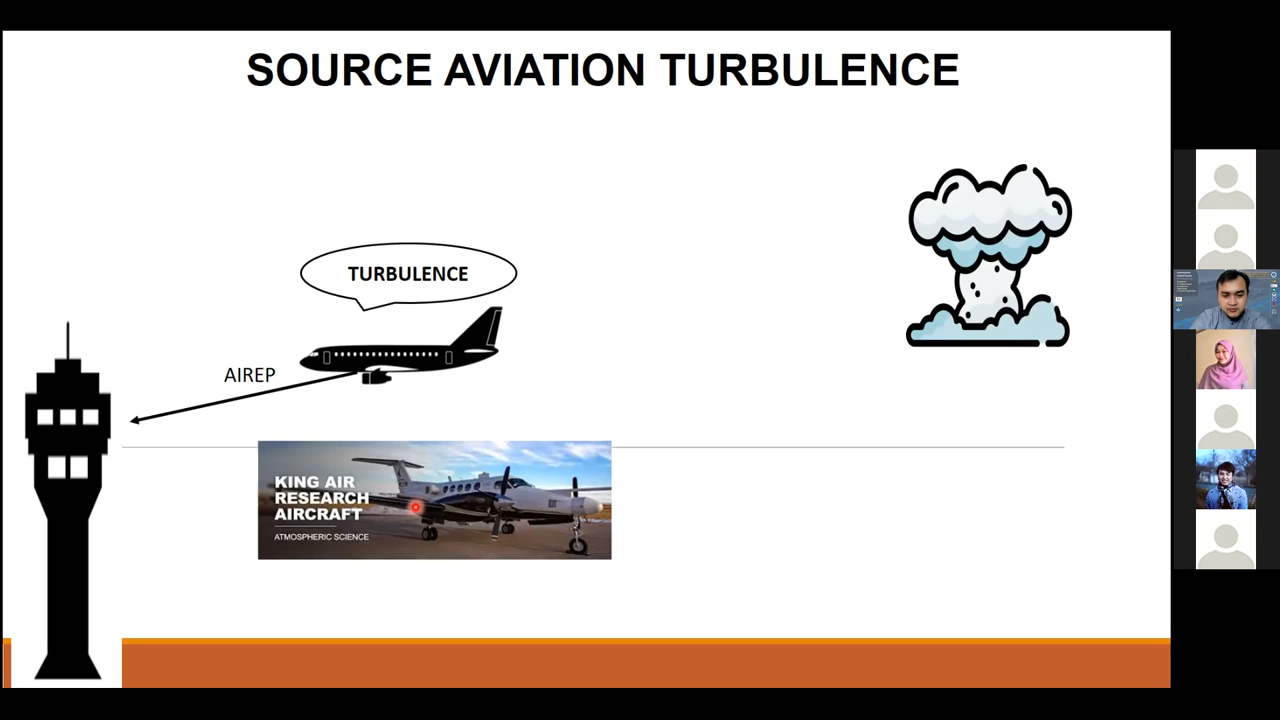 SOURCE AVIATION TURBULENCE
TURBULENCE
AIREP
KING AIR
RESEARCH
AIRCRAFT
ATMOSPHERIC SCIENCE